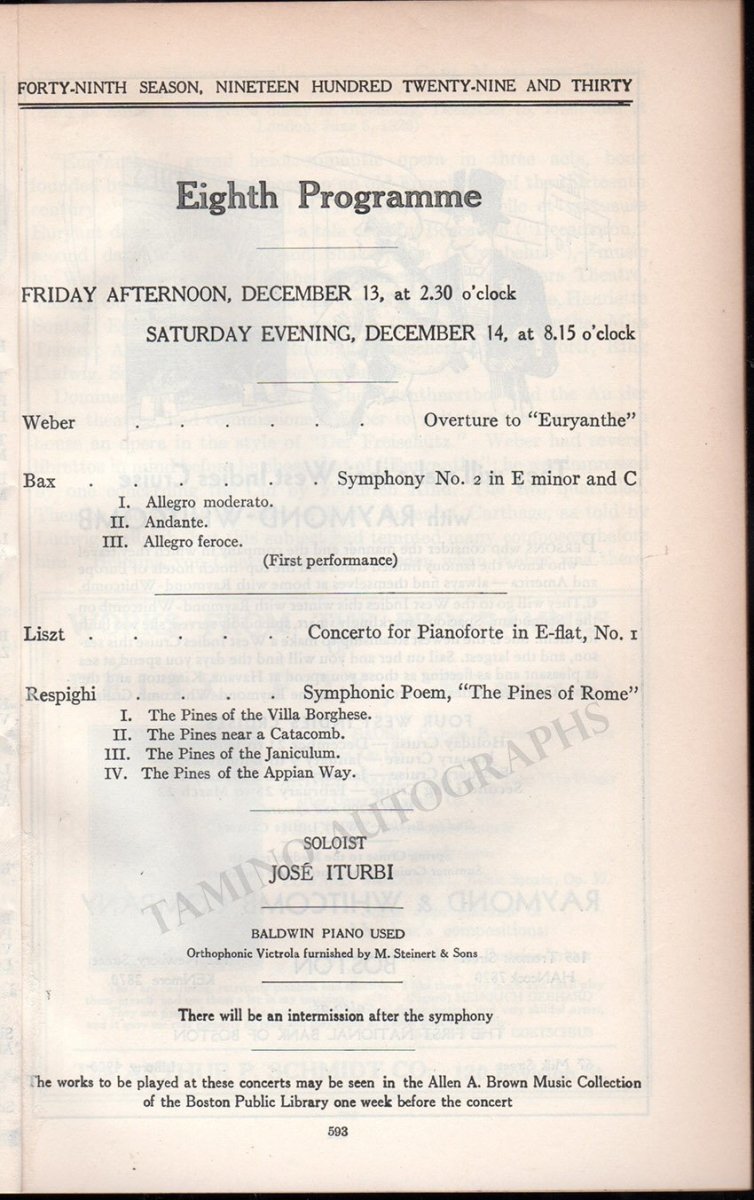 FORTY-NINTH SEASON, NINETEEN HUNDRED TWENTY-NINE AND THIRTY
Eighth Programme
FRIDAY AFTERNOON, DECEMBER 13, at 2.30 o'clock
SATURDAY EVENING, DECEMBER 14, at 8.15 o'clock
Weber . . . . . Overture to "Euryanthe"
Bax . . . . . Symphony No. 2 in E minor and C
I. Allegro moderato.
II. Andante.
III. Allegro feroce.
(First performance)
Liszt . . . . . Concerto for Pianoforte in E-flat, No. 1
Respighi . . . . Symphonic Poem, "The Pines of Rome"
I. The Pines of the Villa Borghese.
II. The Pines near a Catacomb.
III. The Pines of the Janiculum.
IV. The Pines of the Appian Way.
TAMINO AUTOGRAPHS
SOLOIST
JOSÉ ITURBI
BALDWIN PIANO USED
Orthophonic Victrola furnished by M. Steinert & Sons
There will be an intermission after the symphony
The works to be played at these concerts may be seen in the Allen A. Brown Music Collection
of the Boston Public Library one week before the concert
593